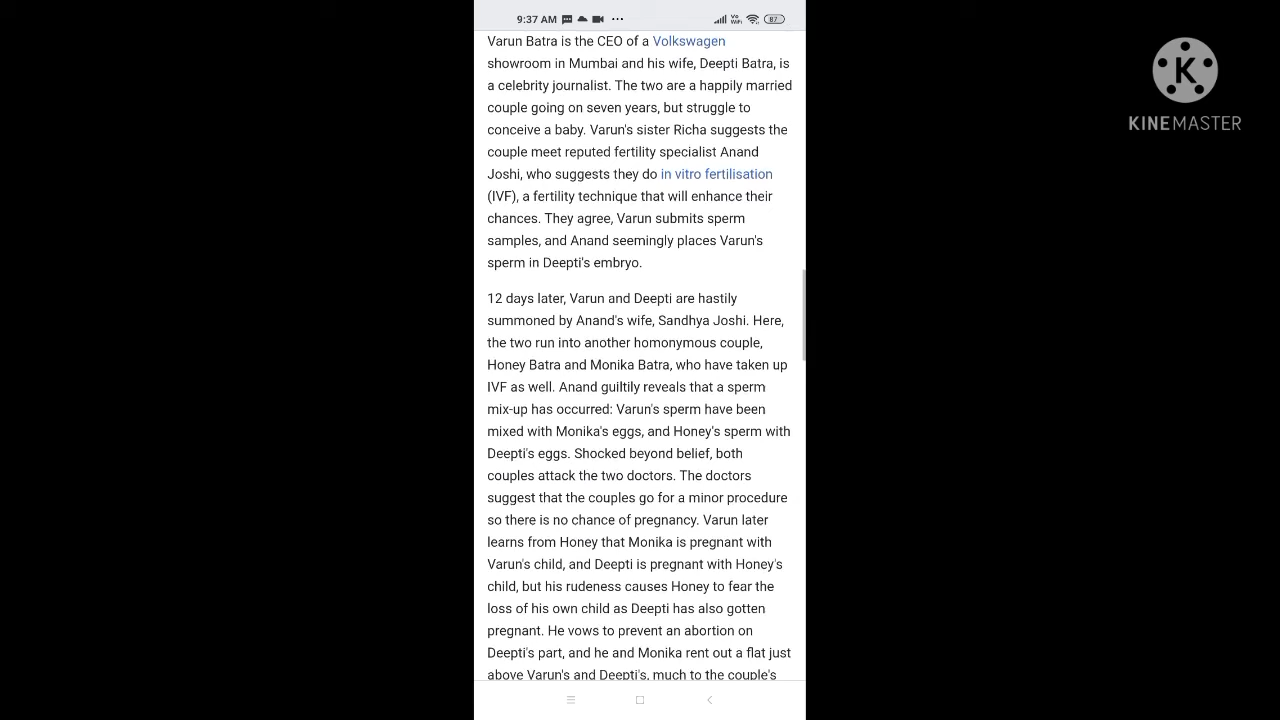 9:37 AM
Vo
WiFi
87
Varun Batra is the CEO of a Volkswagen
showroom in Mumbai and his wife, Deepti Batra, is
a celebrity journalist. The two are a happily married
couple going on seven years, but struggle to
conceive a baby. Varun's sister Richa suggests the
couple meet reputed fertility specialist Anand
Joshi, who suggests they do in vitro fertilisation
(IVF), a fertility technique that will enhance their
chances. They agree, Varun submits sperm
samples, and Anand seemingly places Varun's
sperm in Deepti's embryo.
12 days later, Varun and Deepti are hastily
summoned by Anand's wife, Sandhya Joshi. Here,
the two run into another homonymous couple,
Honey Batra and Monika Batra, who have taken up
IVF as well. Anand guiltily reveals that a sperm
mix-up has occurred: Varun's sperm have been
mixed with Monika's eggs, and Honey's sperm with
Deepti's eggs. Shocked beyond belief, both
couples attack the two doctors. The doctors
suggest that the couples go for a minor procedure
so there is no chance of pregnancy. Varun later
learns from Honey that Monika is pregnant with
Varun's child, and Deepti is pregnant with Honey's
child, but his rudeness causes Honey to fear the
loss of his own child as Deepti has also gotten
pregnant. He vows to prevent an abortion on
Deepti's part, and he and Monika rent out a flat just
above Varun's and Deepti's, much to the couple's
K
KINEMASTER